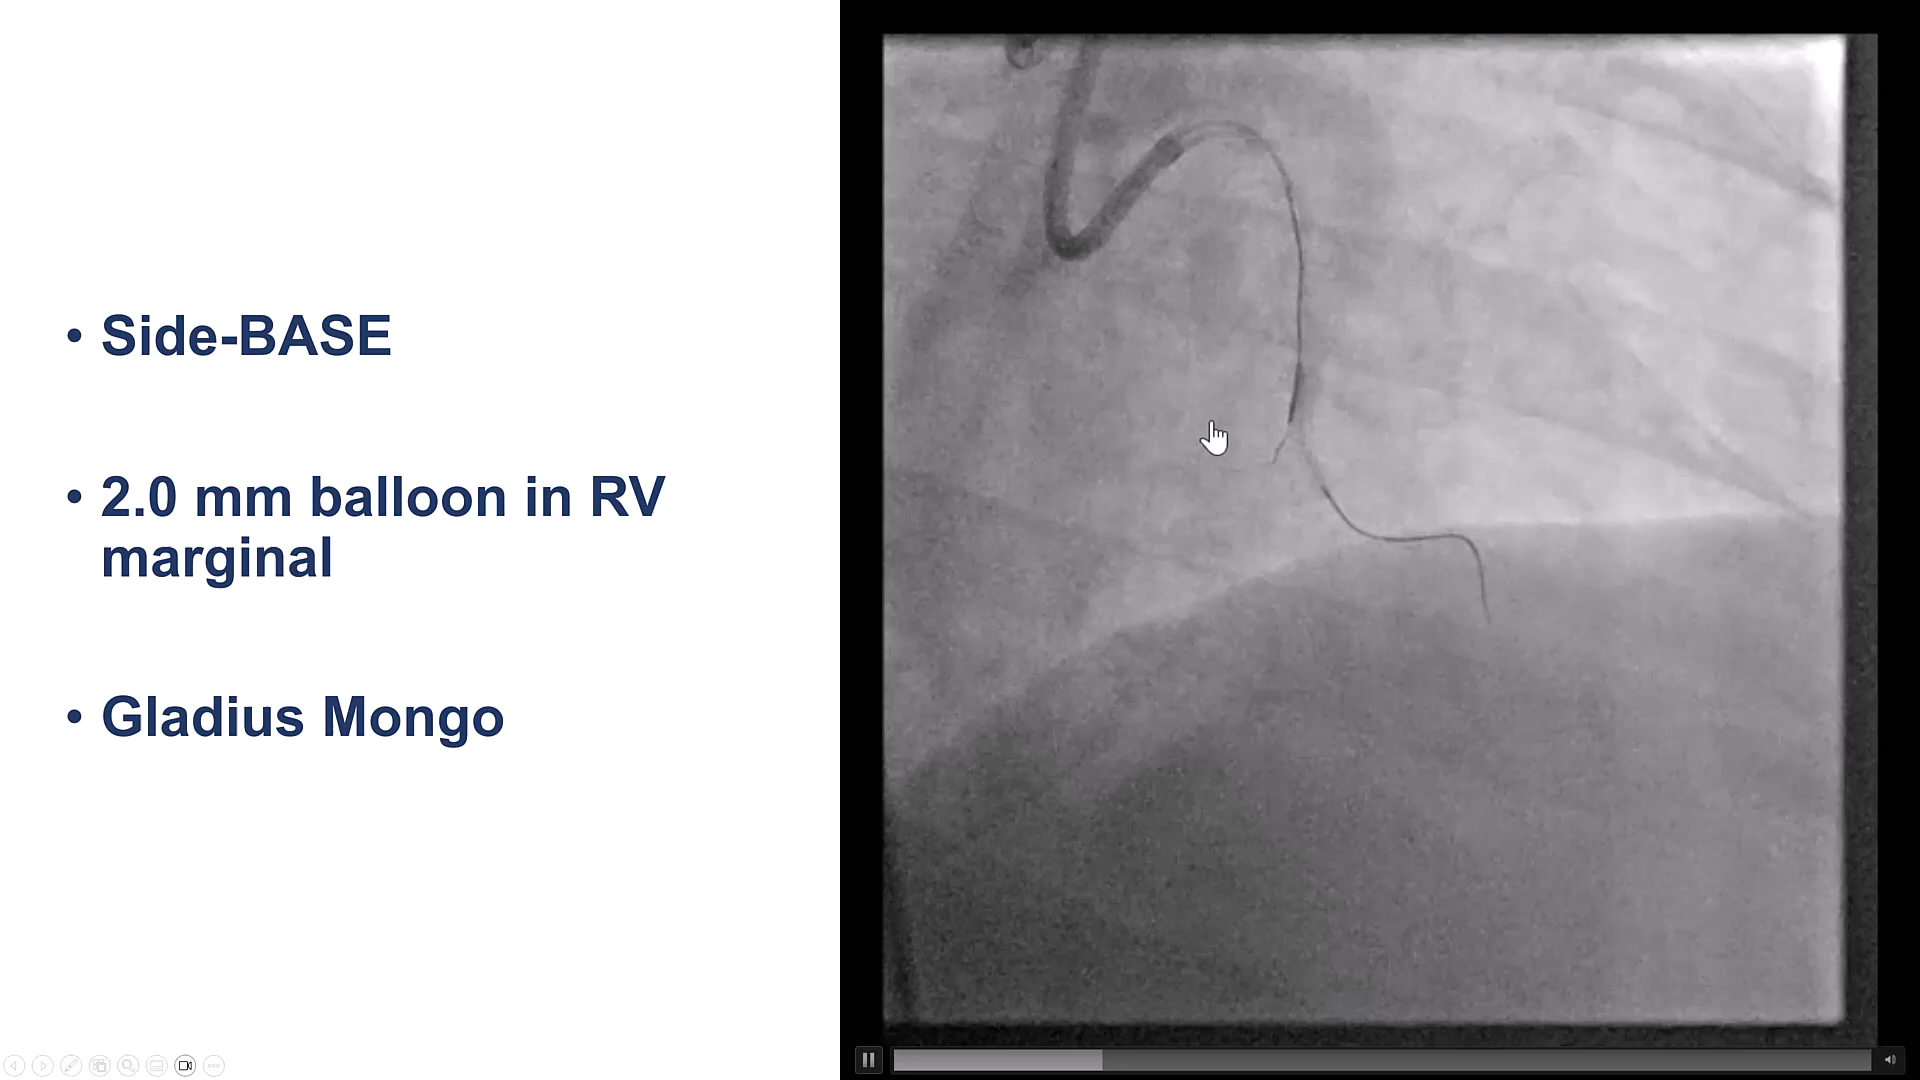 • Side-BASE
• 2.0 mm balloon in RV
marginal
• Gladius Mongo